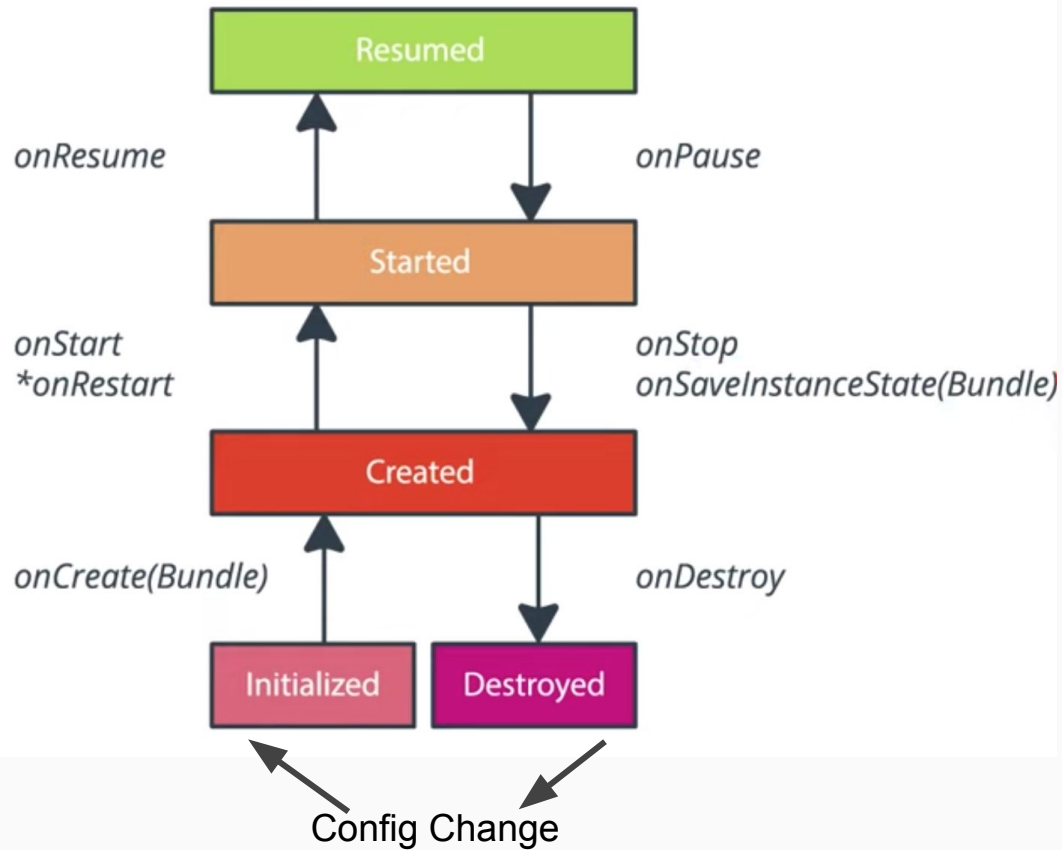 Resumed
onResume
onPause
Started
onStart
*onRestart
onStop
onSaveInstanceState(Bundle)
Created
onCreate(Bundle)
onDestroy
Initialized
Destroyed
Config Change